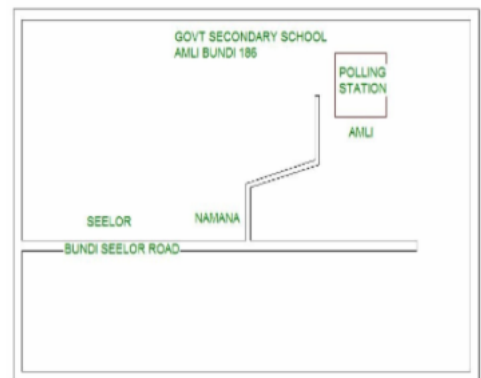 GOVT SECONDARY SCHOOL
AMLI BUNDI 186
POLLING
STATION
AMLI
SEELOR
NAMANA
BUNDI SEELOR ROAD